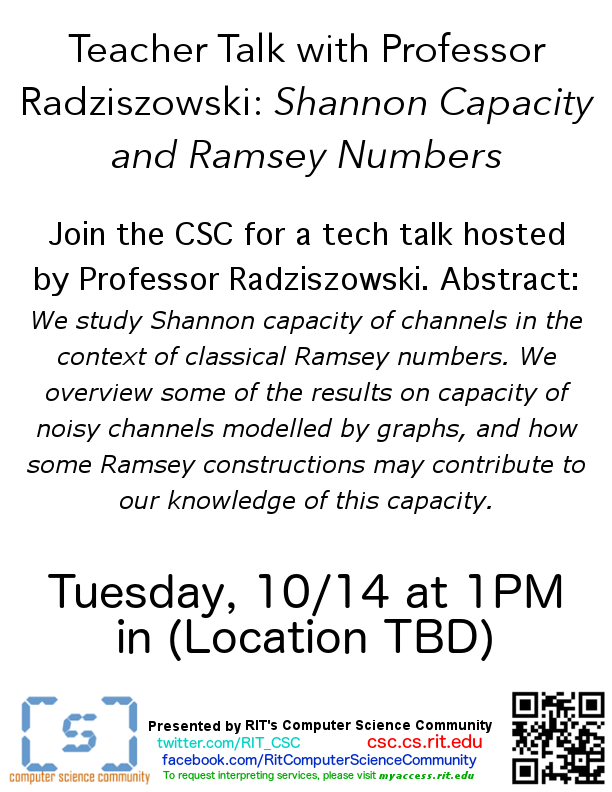 Teacher Talk with Professor
Radziszowski: Shannon Capacity
and Ramsey Numbers
Join the CSC for a tech talk hosted
by Professor Radziszowski. Abstract:
We study Shannon capacity of channels in the
context of classical Ramsey numbers. We
overview some of the results on capacity of
noisy channels modelled by graphs, and how
some Ramsey constructions may contribute to
our knowledge of this capacity.
Tuesday, 10/14 at 1PM
in (Location TBD)
[s]
computer science community
Presented by RIT's Computer Science Community
twitter.com/RIT_CSC csc.cs.rit.edu
facebook.com/RitComputerScienceCommunity
To request interpreting services, please visit myaccess.rit.edu